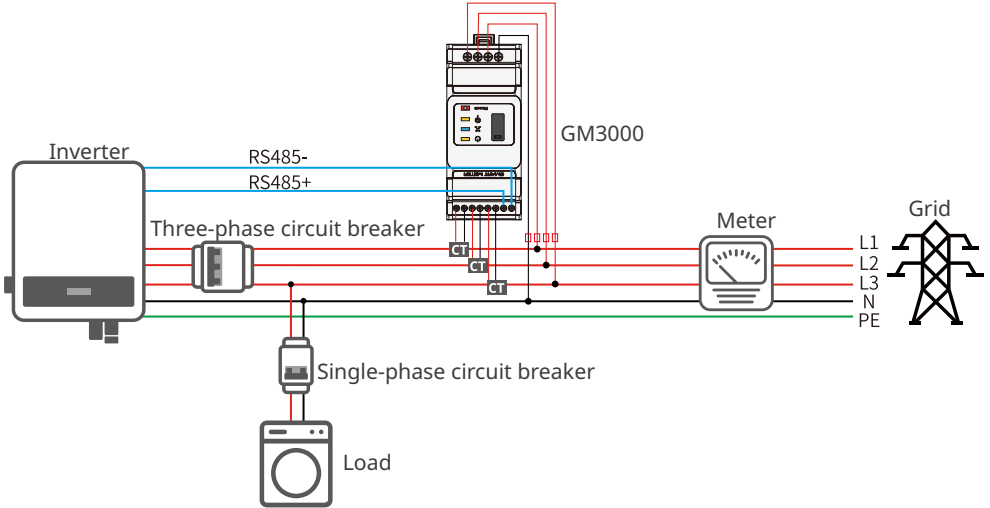 GM3000
Inverter
RS485-
RS485+
Three-phase circuit breaker
Meter
Grid
CT
CT
CT
L1
L2
L3
N
PE
Single-phase circuit breaker
Load